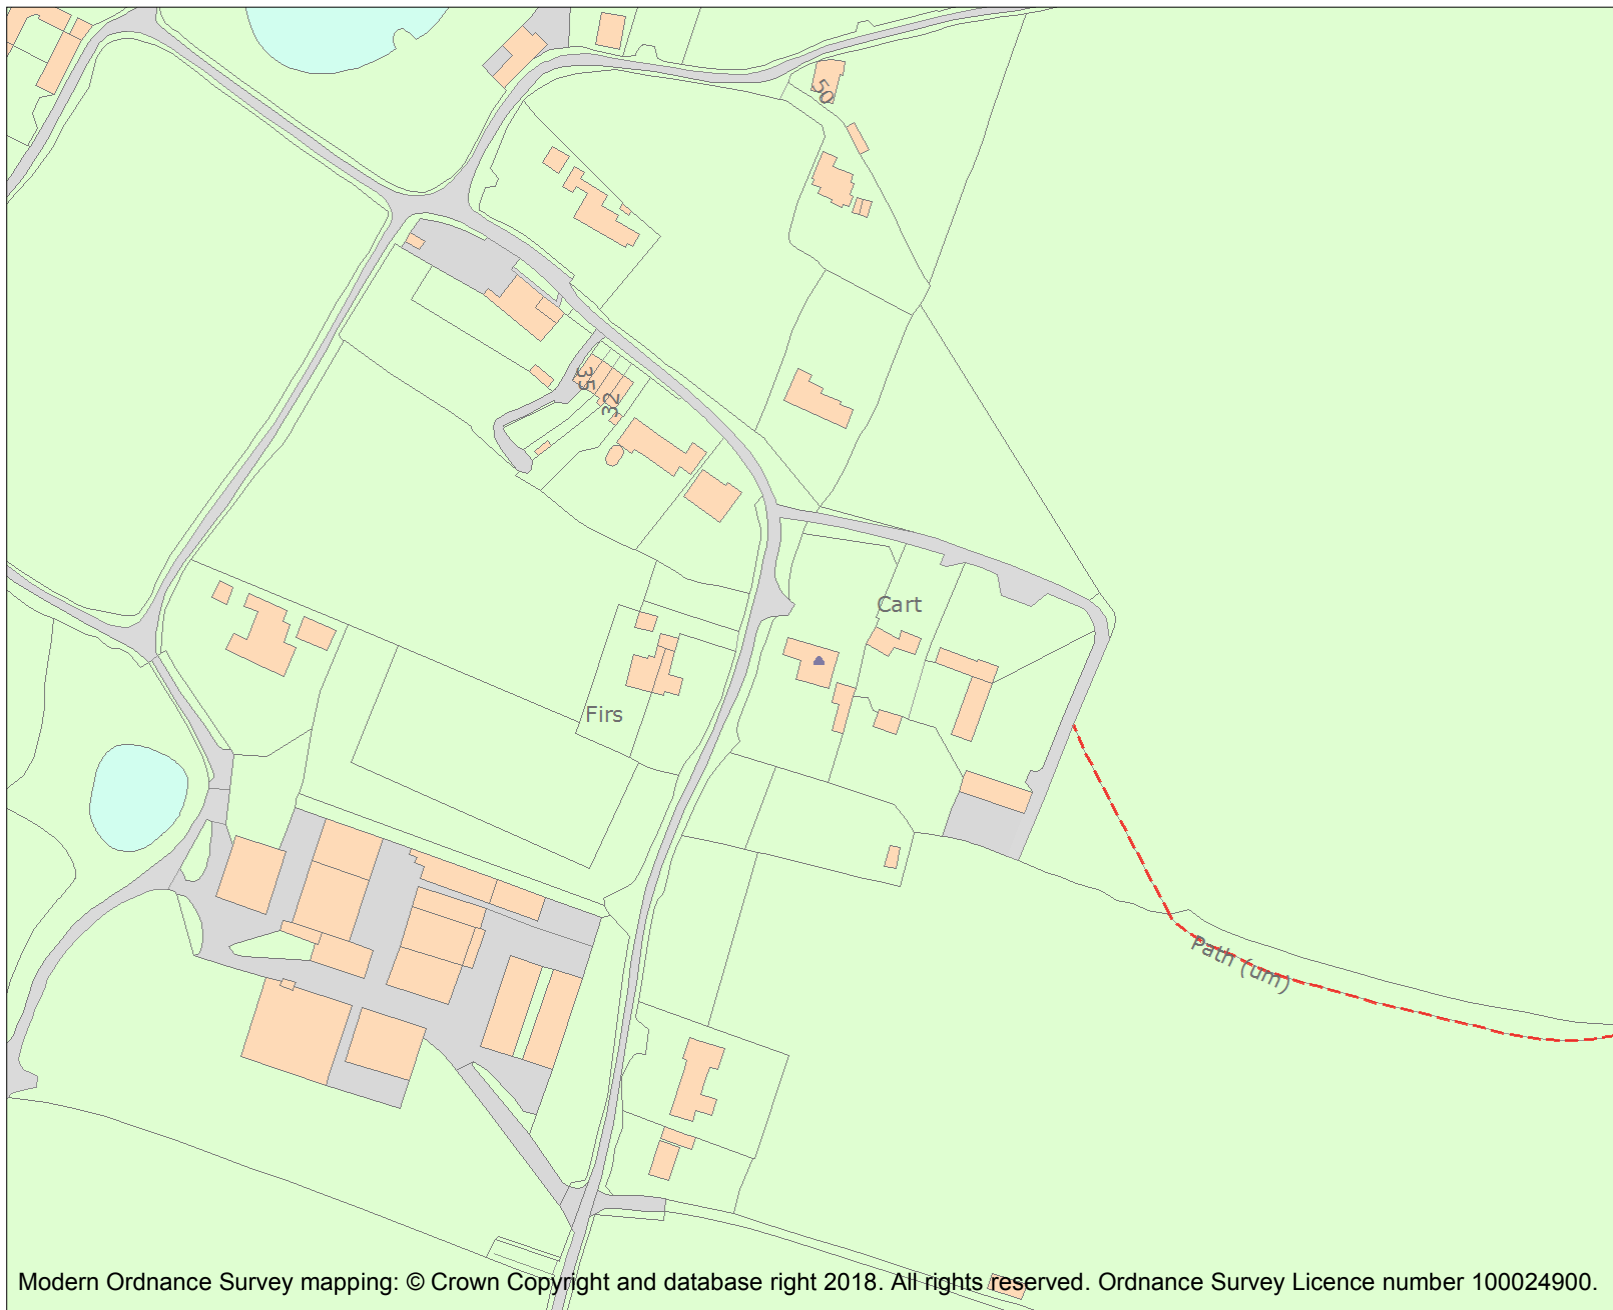 50
35
32
Cart
Firs
Path (um)
Modern Ordnance Survey mapping: © Crown Copyright and database right 2018. All rights reserved. Ordnance Survey Licence number 100024900.